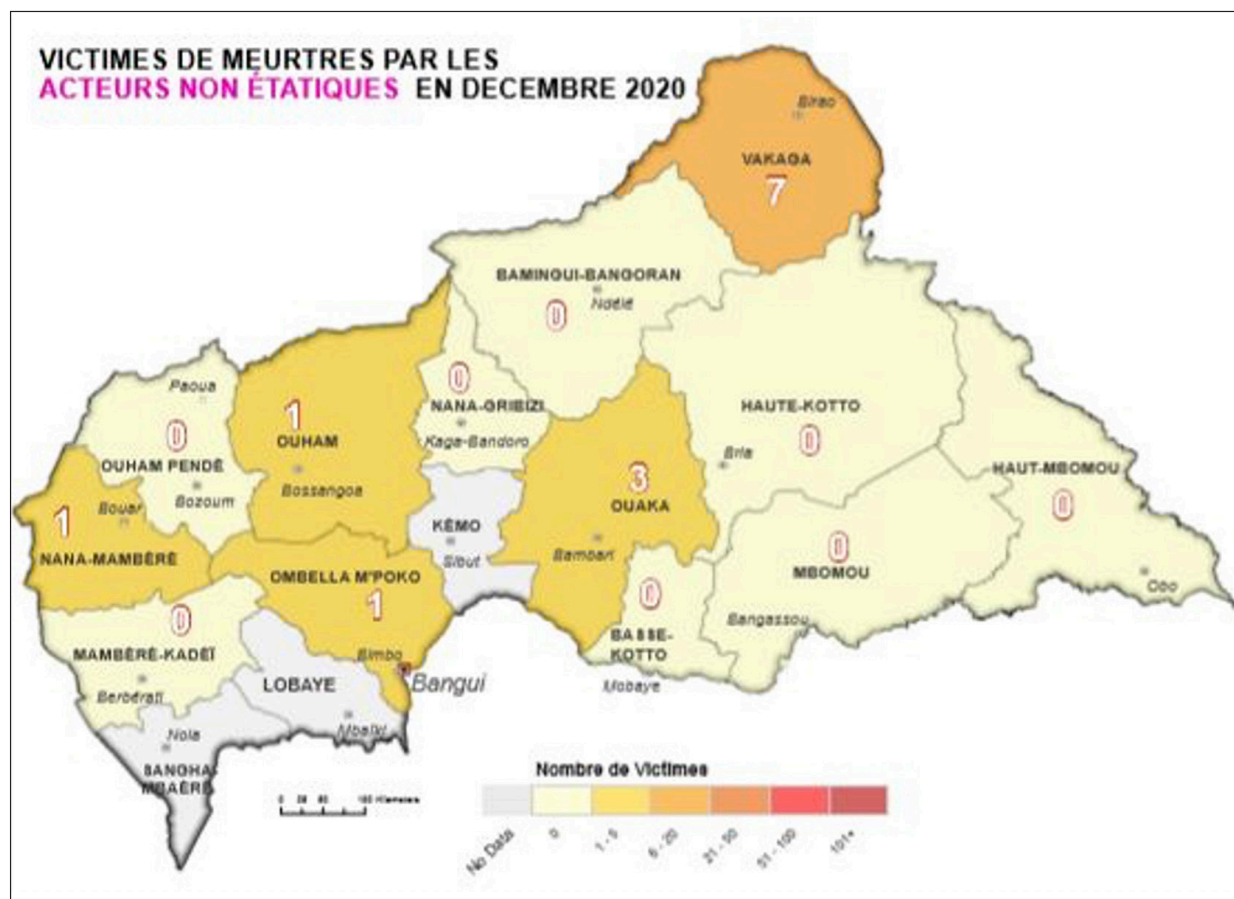 VICTIMES DE MEURTRES PAR LES
ACTEURS NON ÉTATIQUES EN DECEMBRE 2020
Birao
VAKAGA
7
BAMINGUI-BANGORAN
Ndélé
0
Paoua
0
OUHAM PENDÉ
Bozoum
1
OUHAM
Bossangoa
0
NANA-GRIBIZI
Kaga-Bandoro
HAUTE-KOTTO
0
Bria
3
OUAKA
Bambari
HAUT-MBOMOU
0
Obo
Bouar
1
NANA-MAMBÉRÉ
KÉMO
Sibut
OMBELLA M'POKO
1
Bimbo
Bangui
0
MBOMOU
Bangassou
0
BASSE-
KOTTO
Mobaye
0
MAMBÉRÉ-KADÉÏ
Berbérati
LOBAYE
Mbaïki
Nola
SANGHA
MBAÉRÉ
Nombre de Victimes
No Data
0
1 - 5
6 - 20
21 - 50
51 - 100
101+